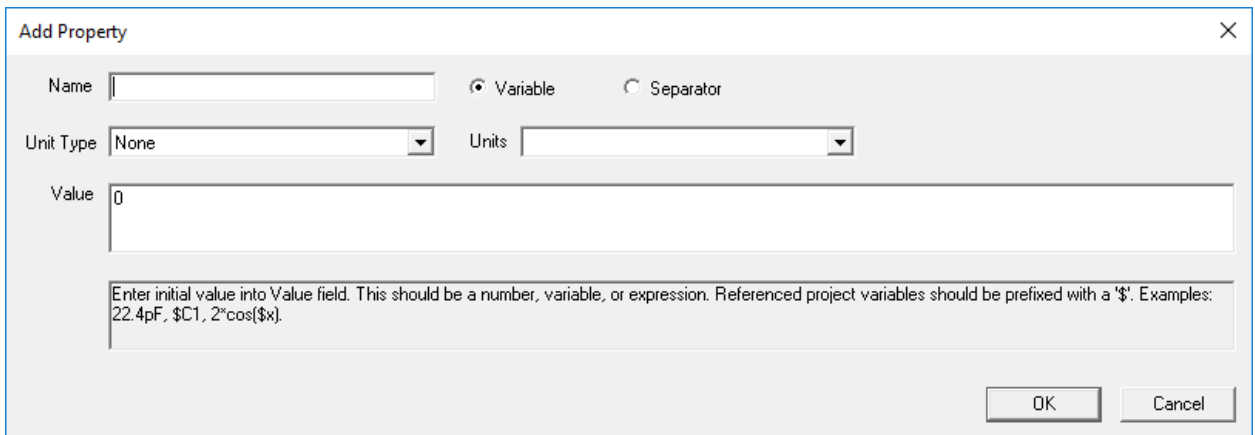 Add Property
Name Variable Separator
Unit Type None Units
Value 0
Enter initial value into Value field. This should be a number, variable, or expression. Referenced project variables should be prefixed with a '$'. Examples:
22.4pF, $C1, 2*cos($x).
OK Cancel